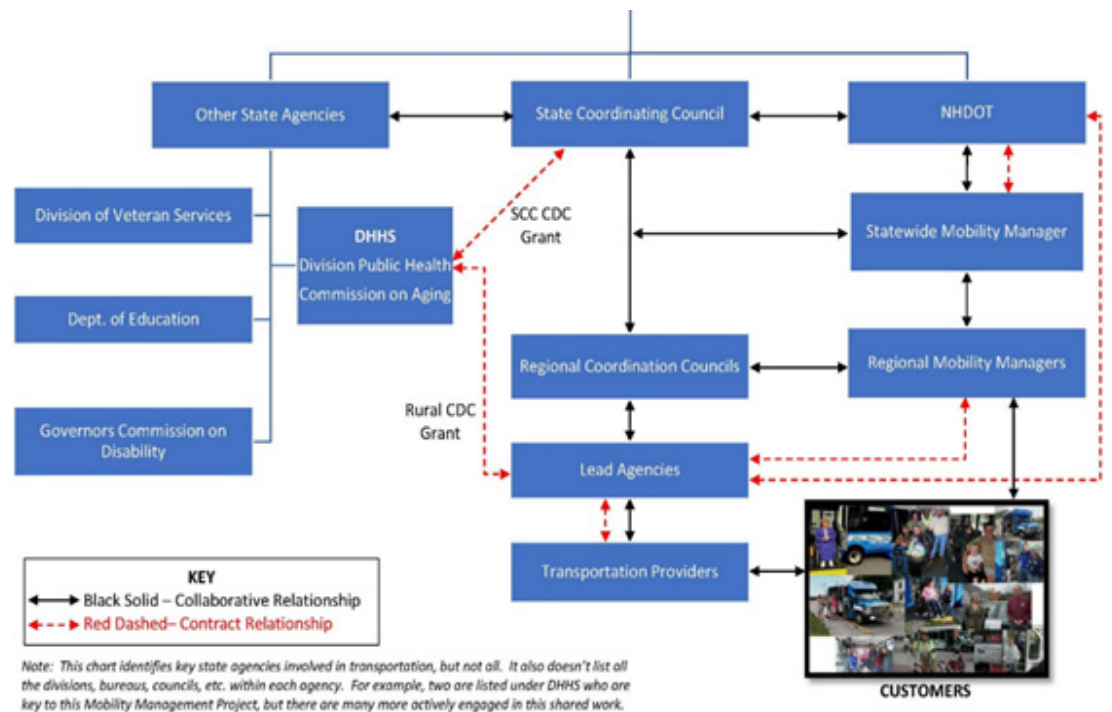 Other State Agencies
State Coordinating Council
NHDOT
Division of Veteran Services
DHHS
Division Public Health
Commission on Aging
SCC CDC
Grant
Statewide Mobility Manager
Dept. of Education
Regional Coordination Councils
Regional Mobility Managers
Rural CDC
Grant
Governors Commission on
Disability
Lead Agencies
Transportation Providers
KEY
Black Solid – Collaborative Relationship
Red Dashed– Contract Relationship
CUSTOMERS
Note: This chart identifies key state agencies involved in transportation, but not all. It also doesn't list all
the divisions, bureaus, councils, etc. within each agency. For example, two are listed under DHHS who are
key to this Mobility Management Project, but there are many more actively engaged in this shared work.